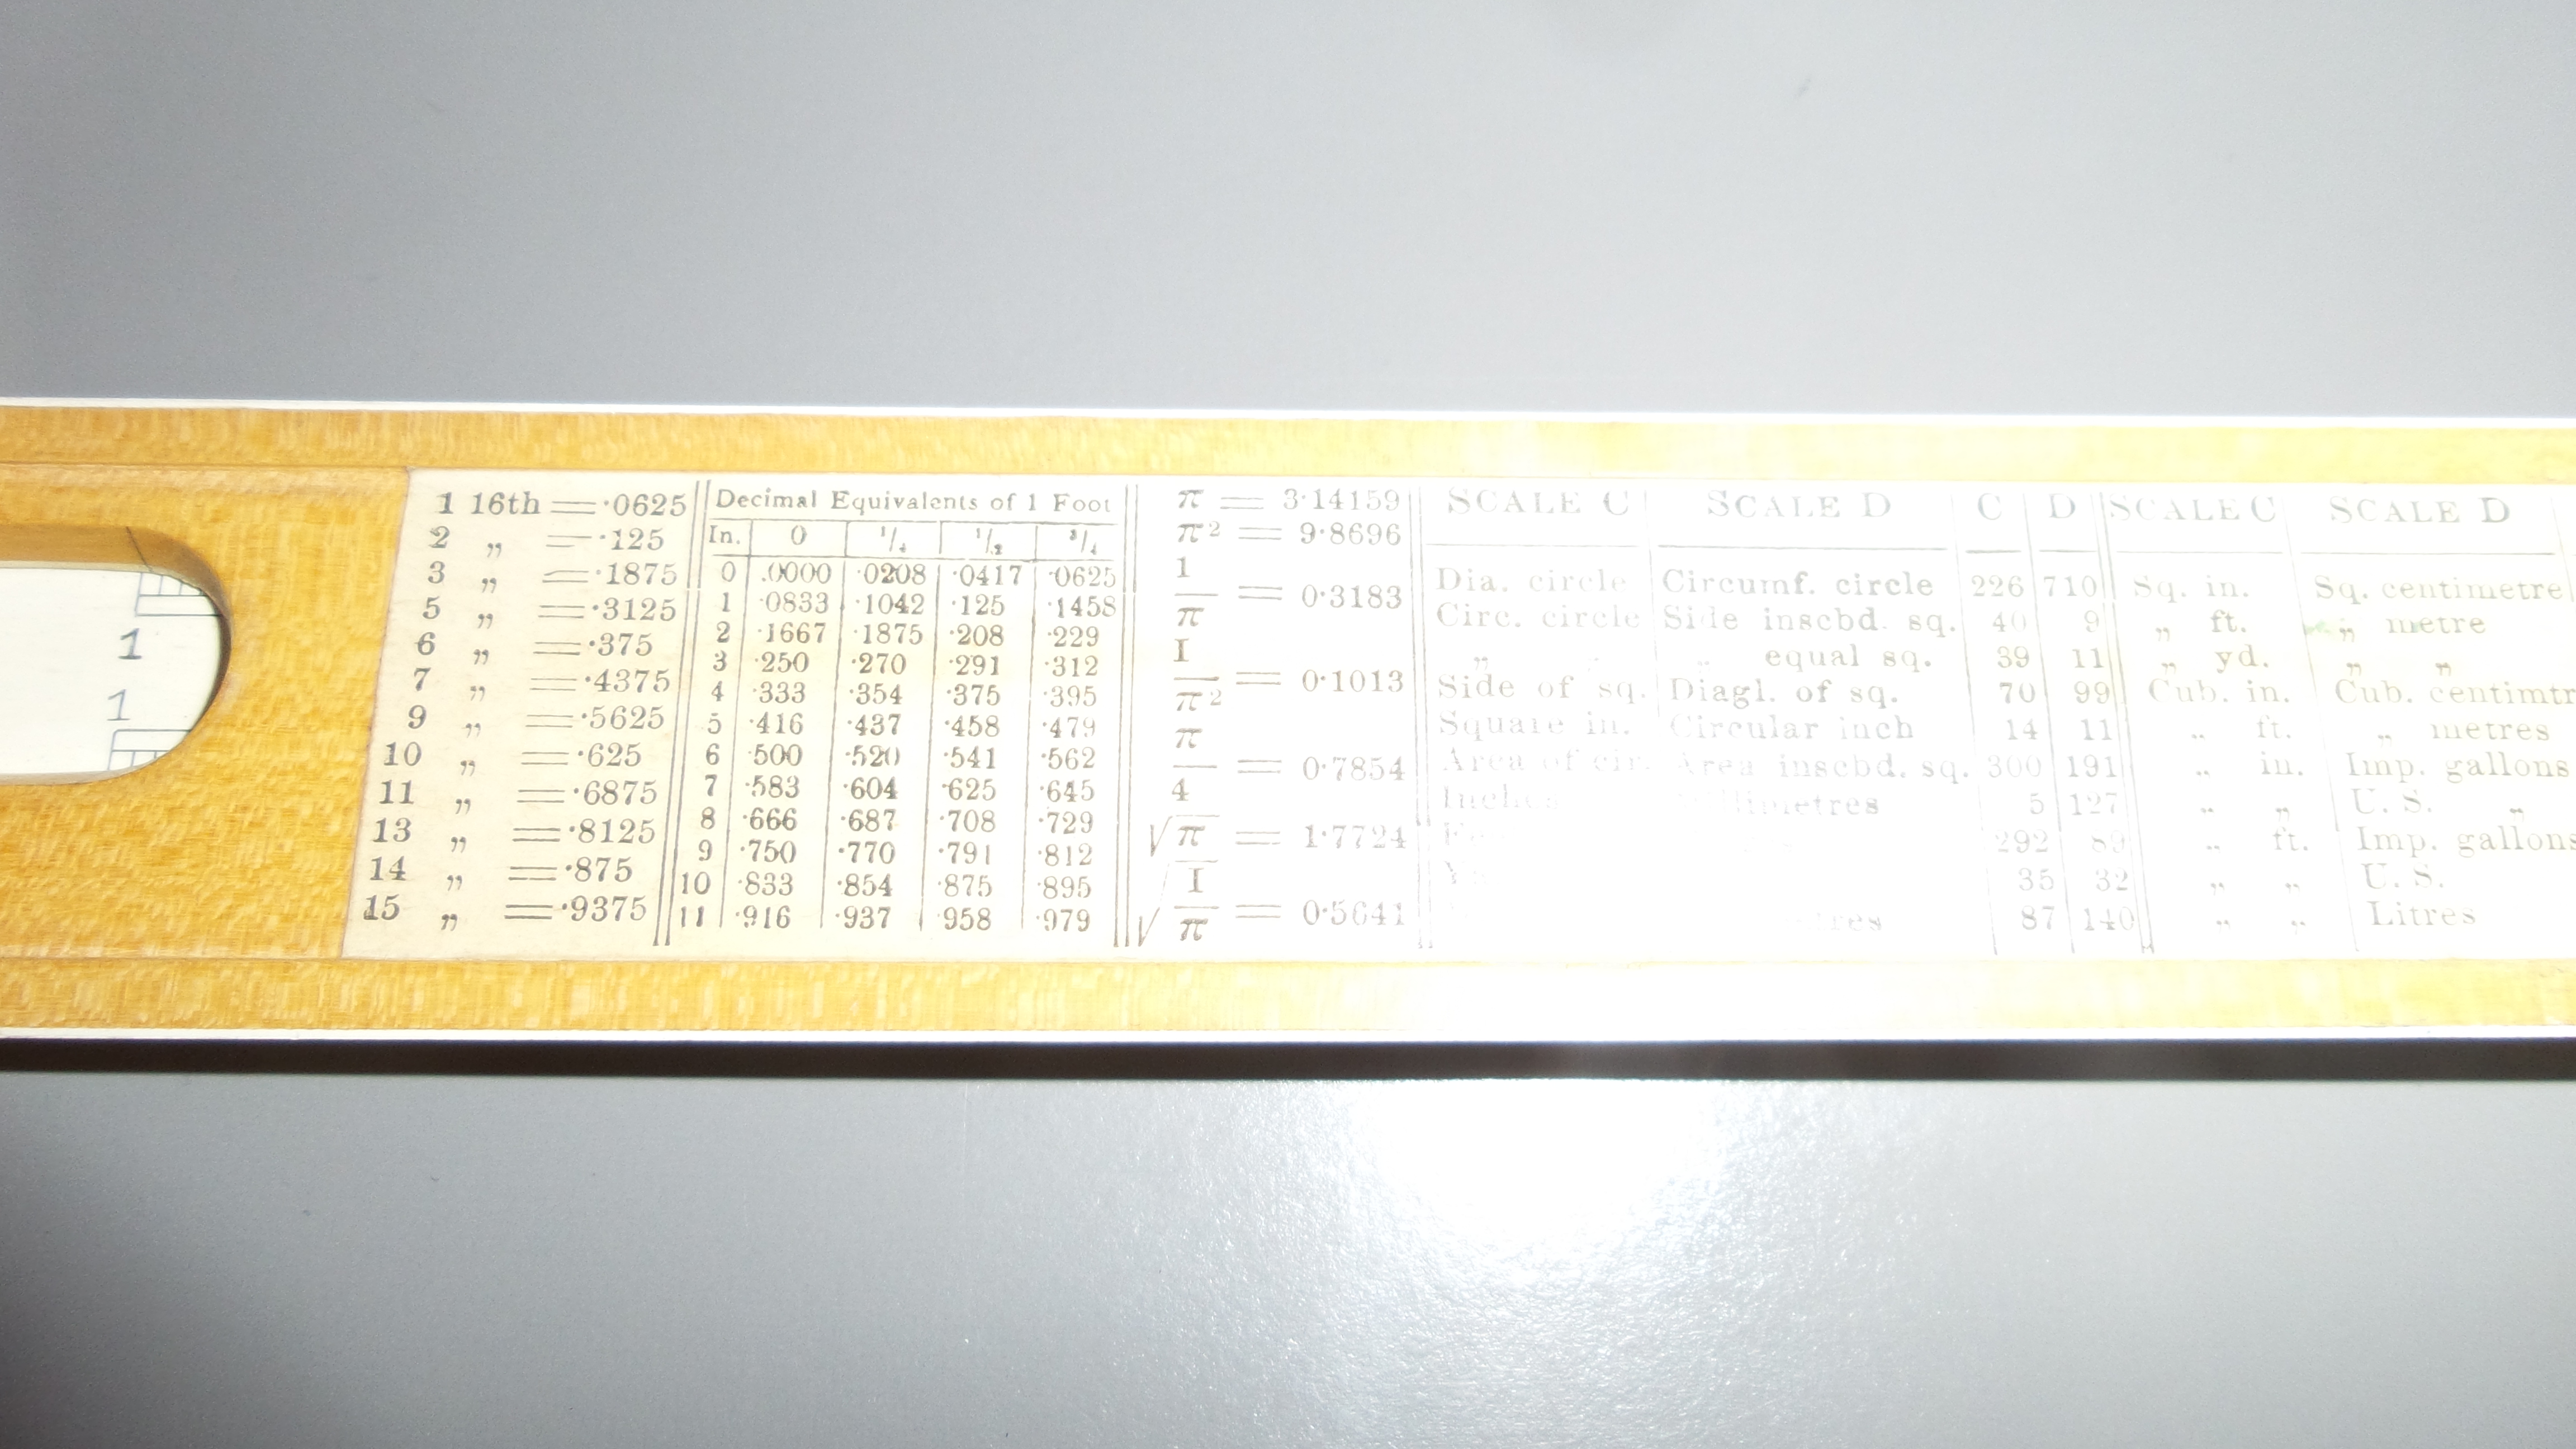 1
1
1 16th = ·0625
2 „ = ·125
3 „ = ·1875
5 „ = ·3125
6 „ = ·375
7 „ = ·4375
9 „ = ·5625
10 „ = ·625
11 „ = ·6875
13 „ = ·8125
14 „ = ·875
15 „ = ·9375
Decimal Equivalents of 1 Foot
In. 0 1/4 1/2 3/4
0 .0000 ·0208 ·0417 ·0625
1 ·0833 ·1042 ·125 ·1458
2 ·1667 ·1875 ·208 ·229
3 ·250 ·270 ·291 ·312
4 ·333 ·354 ·375 ·395
5 ·416 ·437 ·458 ·479
6 ·500 ·520 ·541 ·562
7 ·583 ·604 ·625 ·645
8 ·666 ·687 ·708 ·729
9 ·750 ·770 ·791 ·812
10 ·833 ·854 ·875 ·895
11 ·916 ·937 ·958 ·979
π = 3·14159
π² = 9·8696
1/π = 0·3183
I/π² = 0·1013
π/4 = 0·7854
√π = 1·7724
√I/π = 0·5641
SCALE C SCALE D C D
Dia. circle Circumf. circle 226 710
Circ. circle Side inscbd. sq. 40 9
„ „ „ equal sq. 39 11
Side of sq. Diagl. of sq. 70 99
Square in. Circular inch 14 11
Area of cir. Area inscbd. sq. 300 191
5 127
292 89
35 32
87 140
SCALE C SCALE D
Sq. in. Sq. centimetre
„ ft. „ metre
„ yd. „ „
Cub. in. Cub. centimtr
„ ft. „ metres
„ in. Imp. gallons
„ „ U. S. „
„ ft. Imp. gallons
„ „ U. S.
„ „ Litres